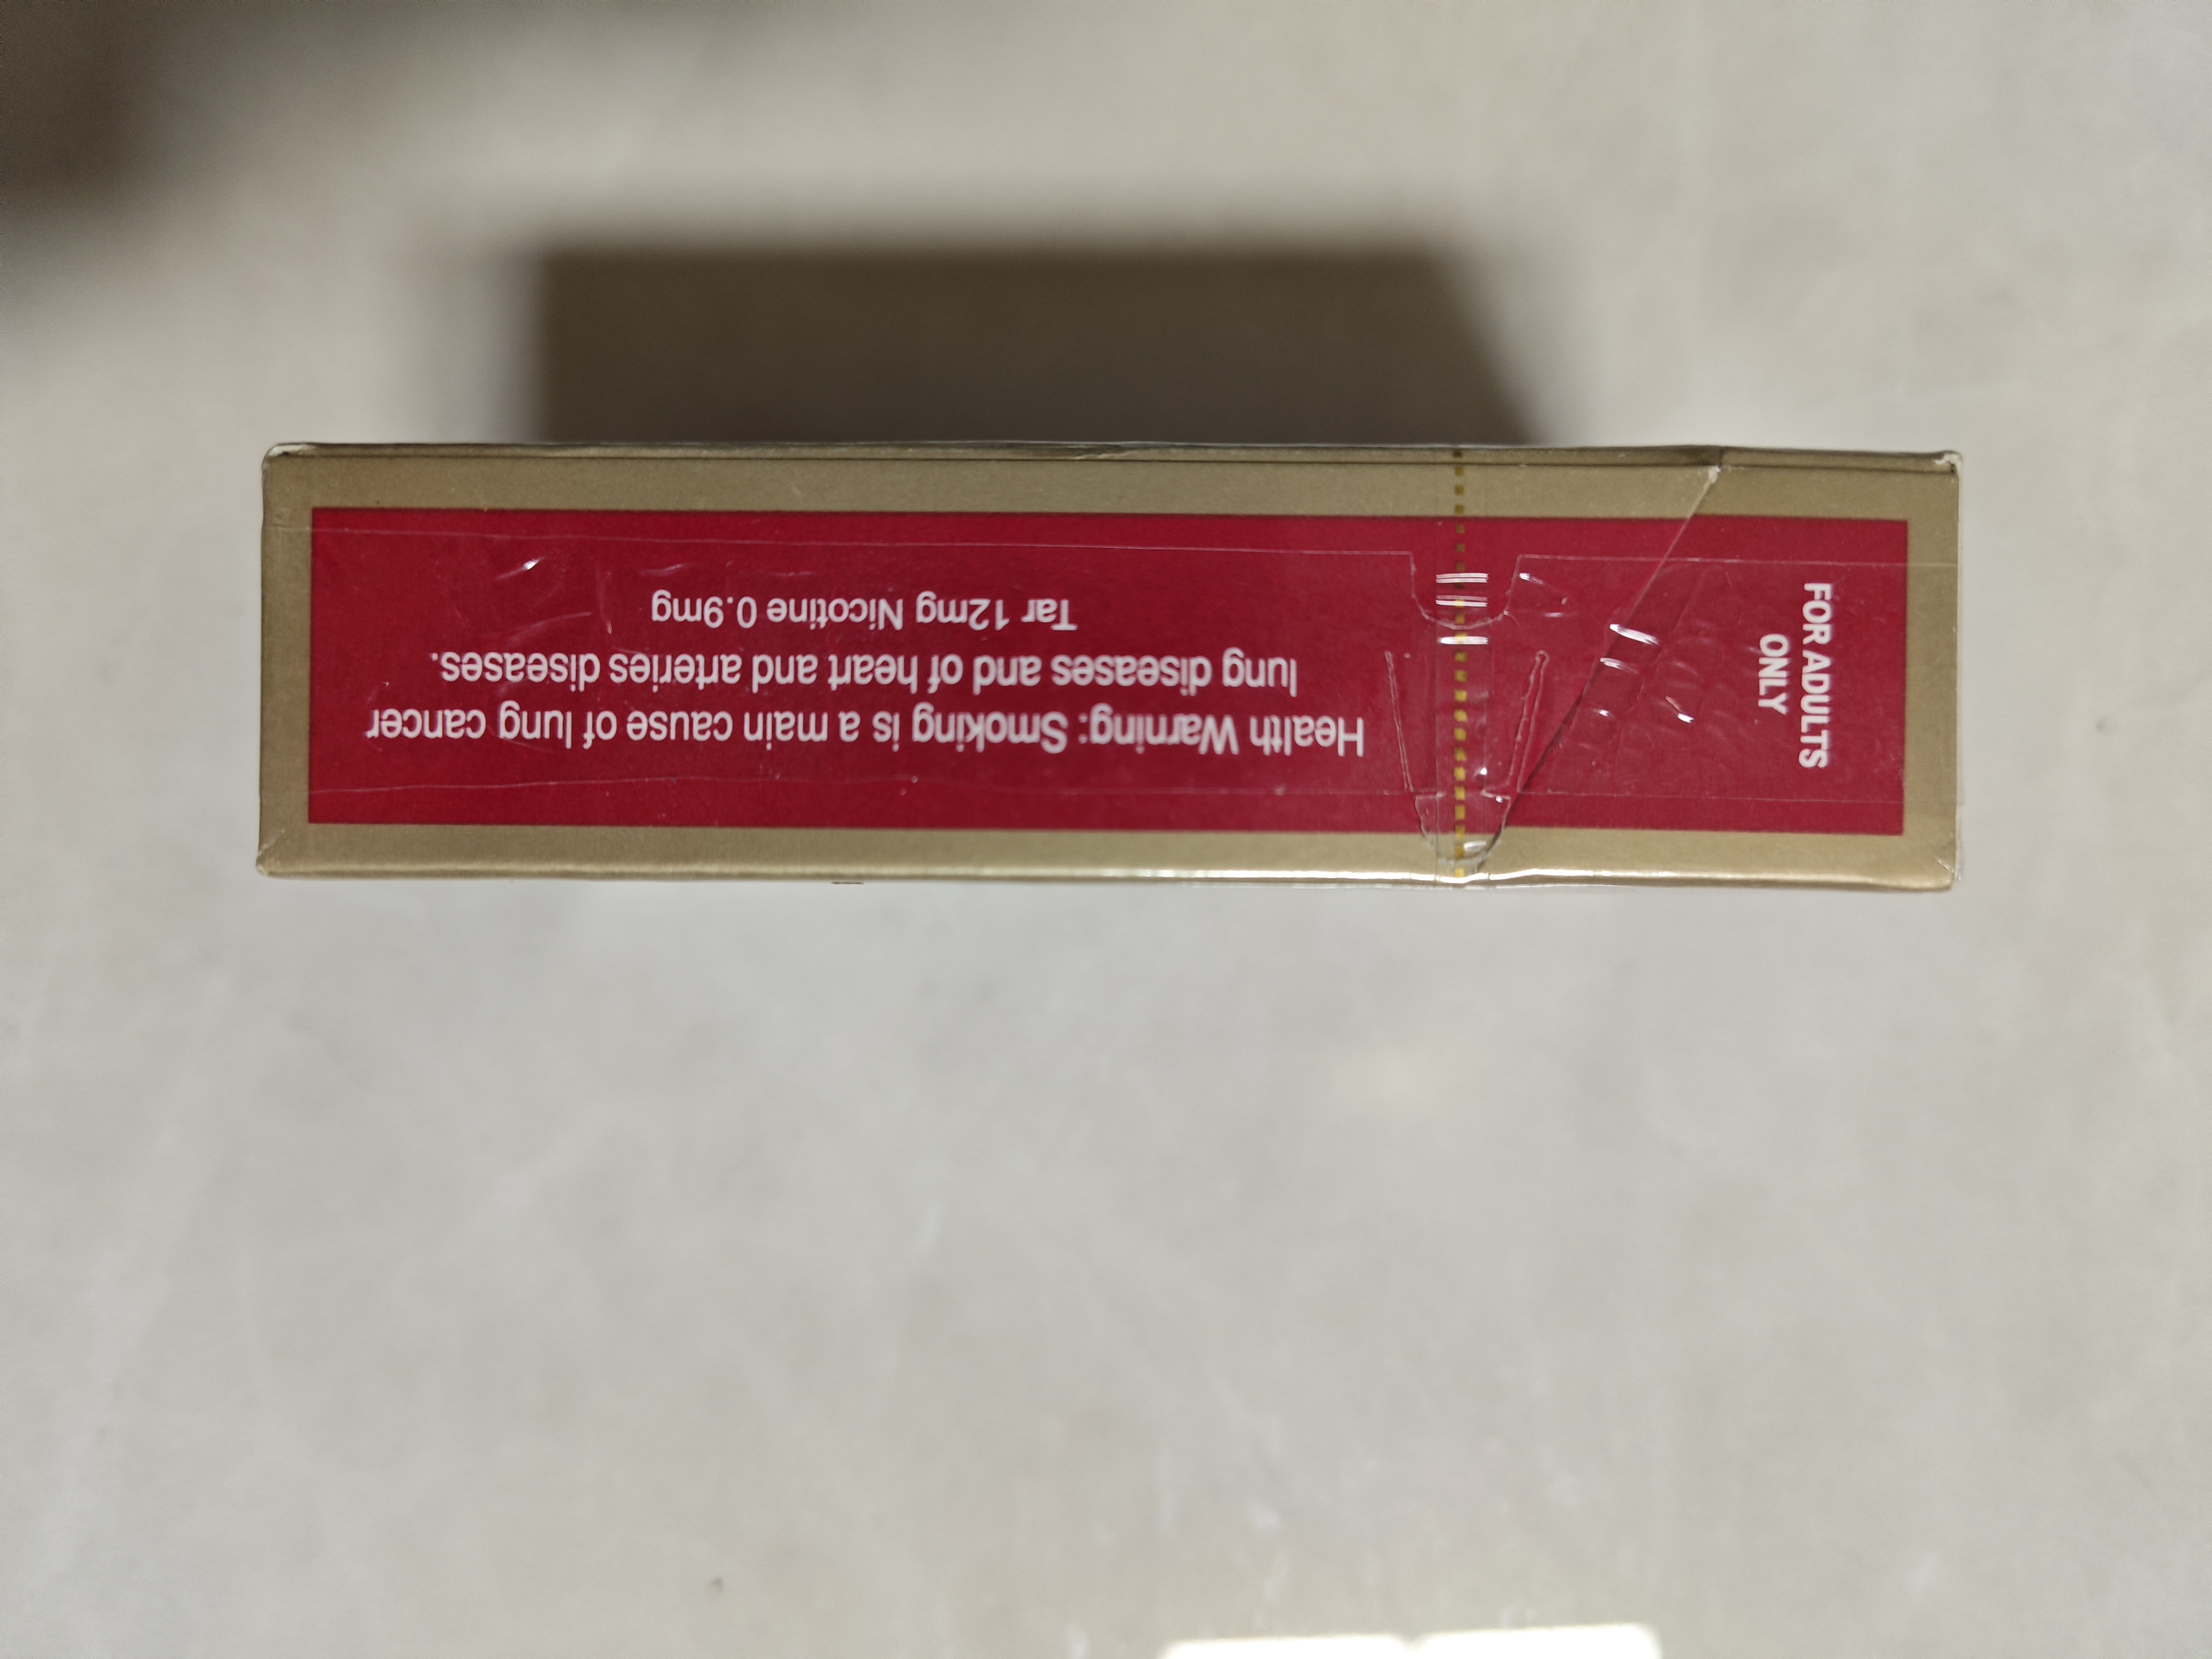 Health Warning: Smoking is a main cause of lung cancer
lung diseases and of heart and arteries diseases.
Tar 12mg Nicotine 0.9mg
FOR ADULTS
ONLY